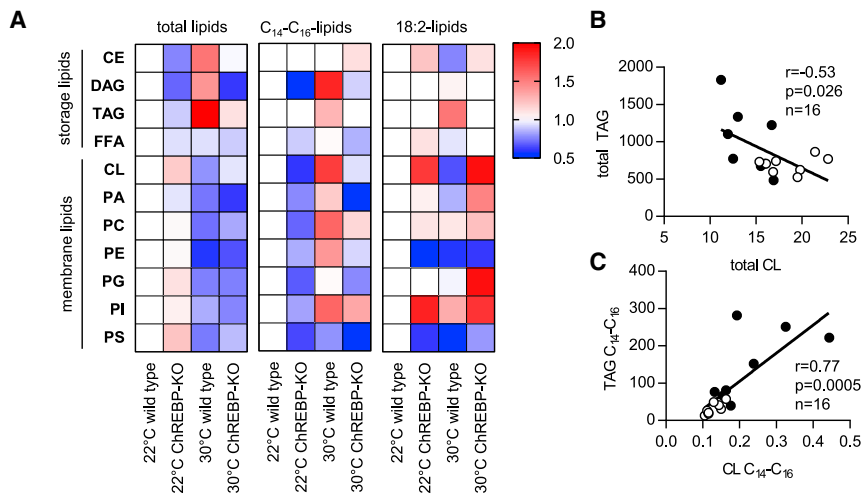 A
total lipids
C14-C16-lipids
18:2-lipids
storage lipids
membrane lipids
CE
DAG
TAG
FFA
CL
PA
PC
PE
PG
PI
PS
22°C wild type
22°C ChREBP-KO
30°C wild type
30°C ChREBP-KO
22°C wild type
22°C ChREBP-KO
30°C wild type
30°C ChREBP-KO
22°C wild type
22°C ChREBP-KO
30°C wild type
30°C ChREBP-KO
2.0
1.5
1.0
0.5
B
total TAG
2000
1500
1000
500
0
5
10
15
20
25
total CL
r=-0.53
p=0.026
n=16
C
TAG C14-C16
400
300
200
100
0
0.0
0.1
0.2
0.3
0.4
0.5
CL C14-C16
r=0.77
p=0.0005
n=16